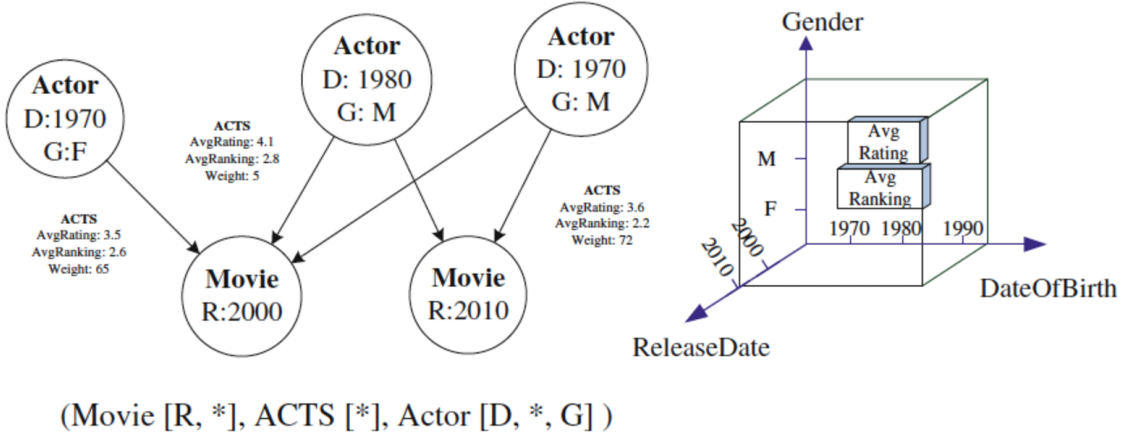 Actor
D:1970
G:F
Actor
D: 1980
G: M
Actor
D: 1970
G: M
ACTS
AvgRating: 4.1
AvgRanking: 2.8
Weight: 5
ACTS
AvgRating: 3.5
AvgRanking: 2.6
Weight: 65
ACTS
AvgRating: 3.6
AvgRanking: 2.2
Weight: 72
Movie
R:2000
Movie
R:2010
(Movie [R, *], ACTS [*], Actor [D, *, G] )
Gender
M
F
Avg
Rating
Avg
Ranking
1970 1980 1990
2000
2010
DateOfBirth
ReleaseDate